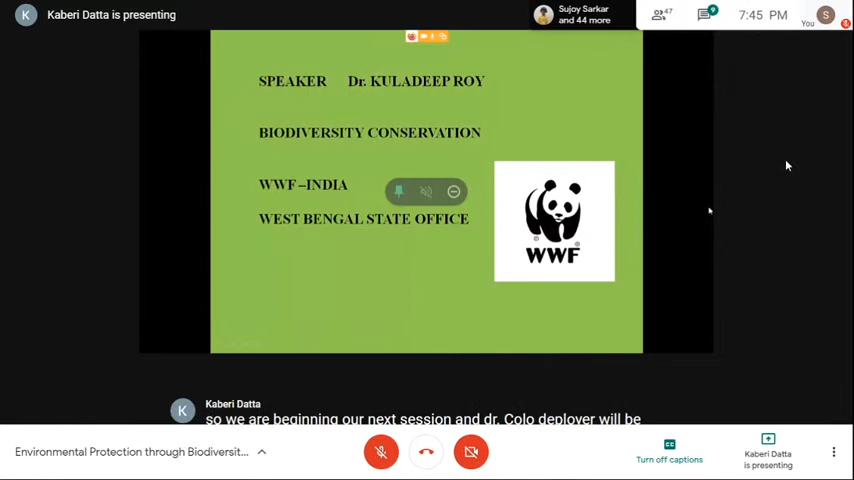 K Kaberi Datta is presenting
Sujoy Sarkar
and 44 more
47
9
7:45 PM
You
S
SPEAKER Dr. KULADEEP ROY
BIODIVERSITY CONSERVATION
WWF–INDIA
WEST BENGAL STATE OFFICE
© ®
WWF
K Kaberi Datta
so we are beginning our next session and dr. Colo deplover will be
Environmental Protection through Biodiversit...
Turn off captions
Kaberi Datta
is presenting